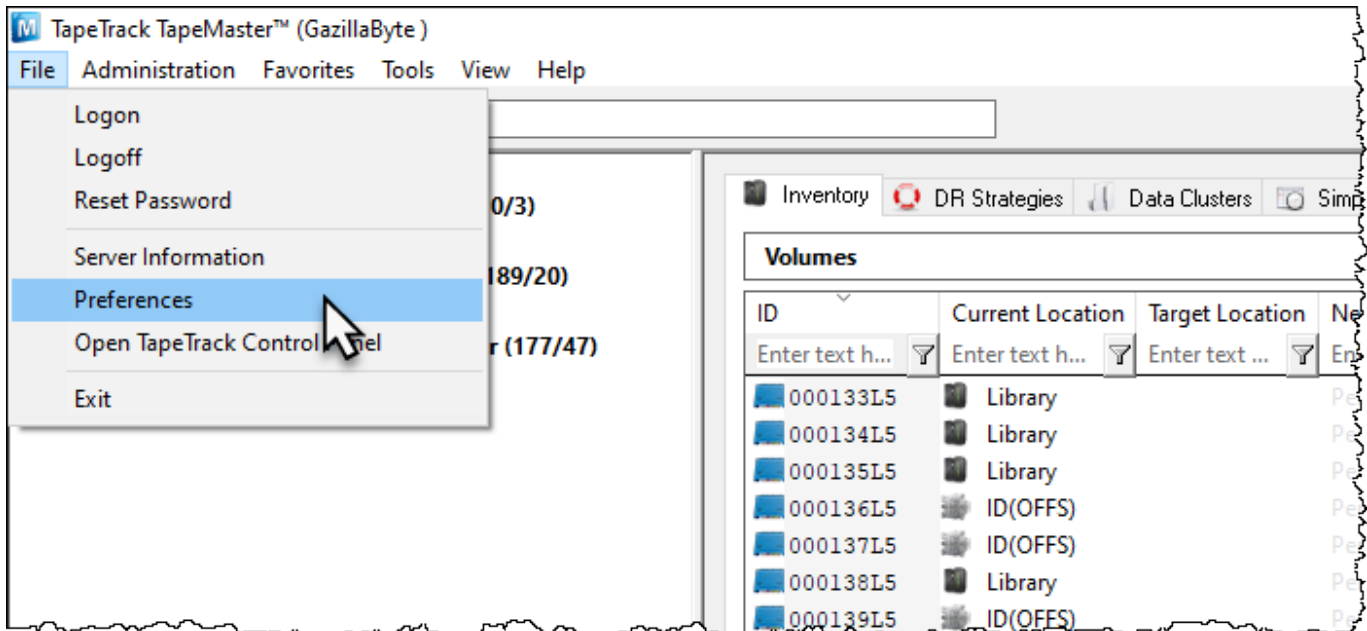 TapeTrack TapeMaster™ (GazillaByte )
File Administration Favorites Tools View Help
Logon
Logoff
Reset Password
Server Information
Preferences
Open TapeTrack Control
Exit
0/3)
189/20)
(177/47)
Inventory DR Strategies Data Clusters
Volumes
ID Current Location Target Location
Enter text h... Enter text h... Enter text ...
000133L5 Library
000134L5 Library
000135L5 Library
000136L5 ID(OFFS)
000137L5 ID(OFFS)
000138L5 Library
000139L5 ID(OFFS)